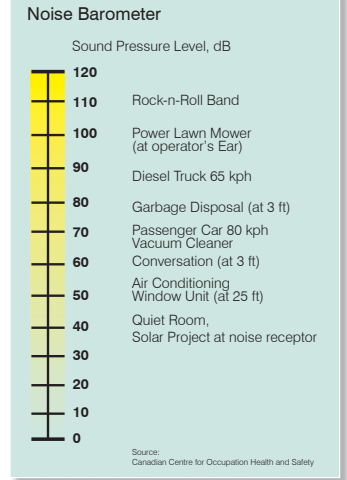 Noise Barometer
Sound Pressure Level, dB
120
110 Rock-n-Roll Band
100 Power Lawn Mower
(at operator's Ear)
90
Diesel Truck 65 kph
80 Garbage Disposal (at 3 ft)
70 Passenger Car 80 kph
Vacuum Cleaner
60 Conversation (at 3 ft)
Air Conditioning
50 Window Unit (at 25 ft)
40 Quiet Room,
Solar Project at noise receptor
30
20
10
0
Source:
Canadian Centre for Occupation Health and Safety